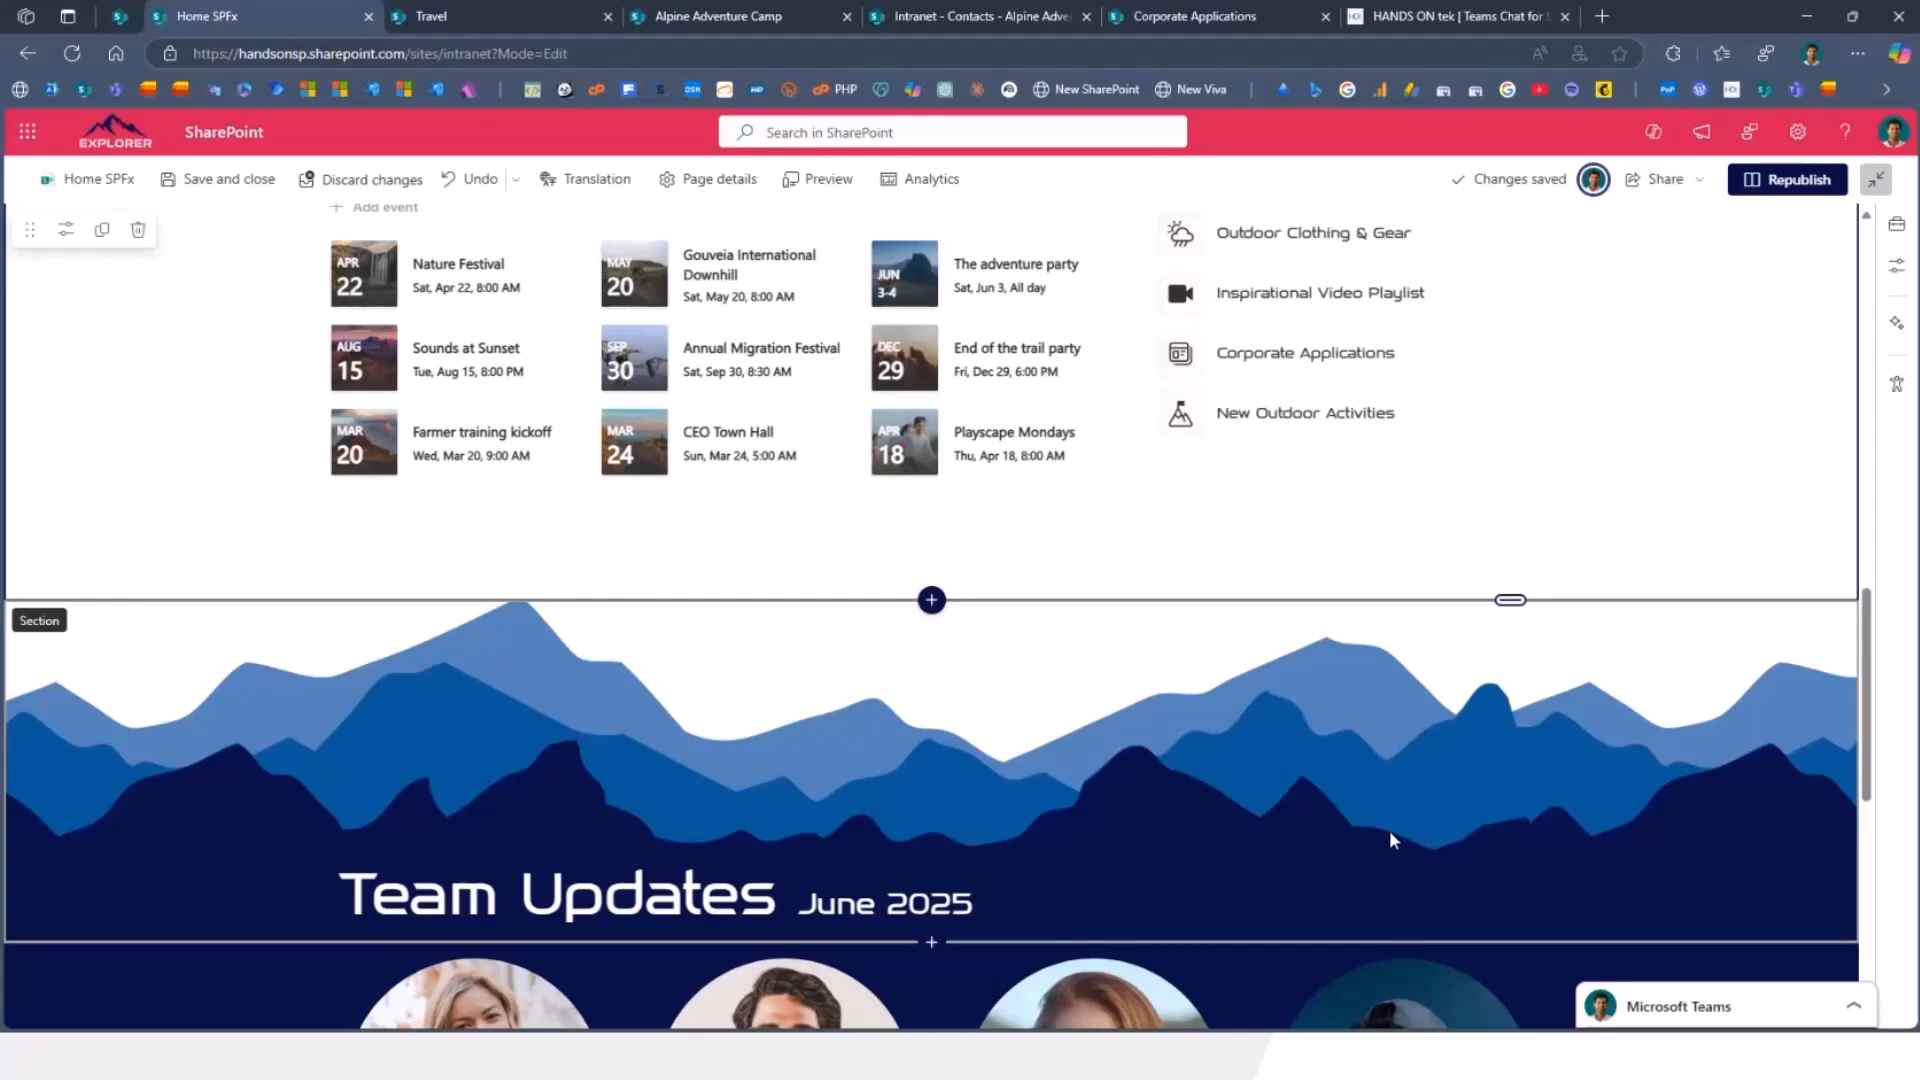 Home SPFx
Travel
Alpine Adventure Camp
Intranet - Contacts - Alpine Adve
Corporate Applications
HANDS ON tek | Teams Chat for
https://handsonsp.sharepoint.com/sites/intranet?Mode=Edit
PHP
New SharePoint
New Viva
EXPLORER
SharePoint
Search in SharePoint
Home SPFx
Save and close
Discard changes
Undo
Translation
Page details
Preview
Analytics
Changes saved
Share
Republish
Add event
APR
22
Nature Festival
Sat, Apr 22, 8:00 AM
MAY
20
Gouveia International
Downhill
Sat, May 20, 8:00 AM
JUN
3-4
The adventure party
Sat, Jun 3, All day
AUG
15
Sounds at Sunset
Tue, Aug 15, 8:00 PM
SEP
30
Annual Migration Festival
Sat, Sep 30, 8:30 AM
DEC
29
End of the trail party
Fri, Dec 29, 6:00 PM
MAR
20
Farmer training kickoff
Wed, Mar 20, 9:00 AM
MAR
24
CEO Town Hall
Sun, Mar 24, 5:00 AM
APR
18
Playscape Mondays
Thu, Apr 18, 8:00 AM
Outdoor Clothing & Gear
Inspirational Video Playlist
Corporate Applications
New Outdoor Activities
Section
Team Updates June 2025
Microsoft Teams